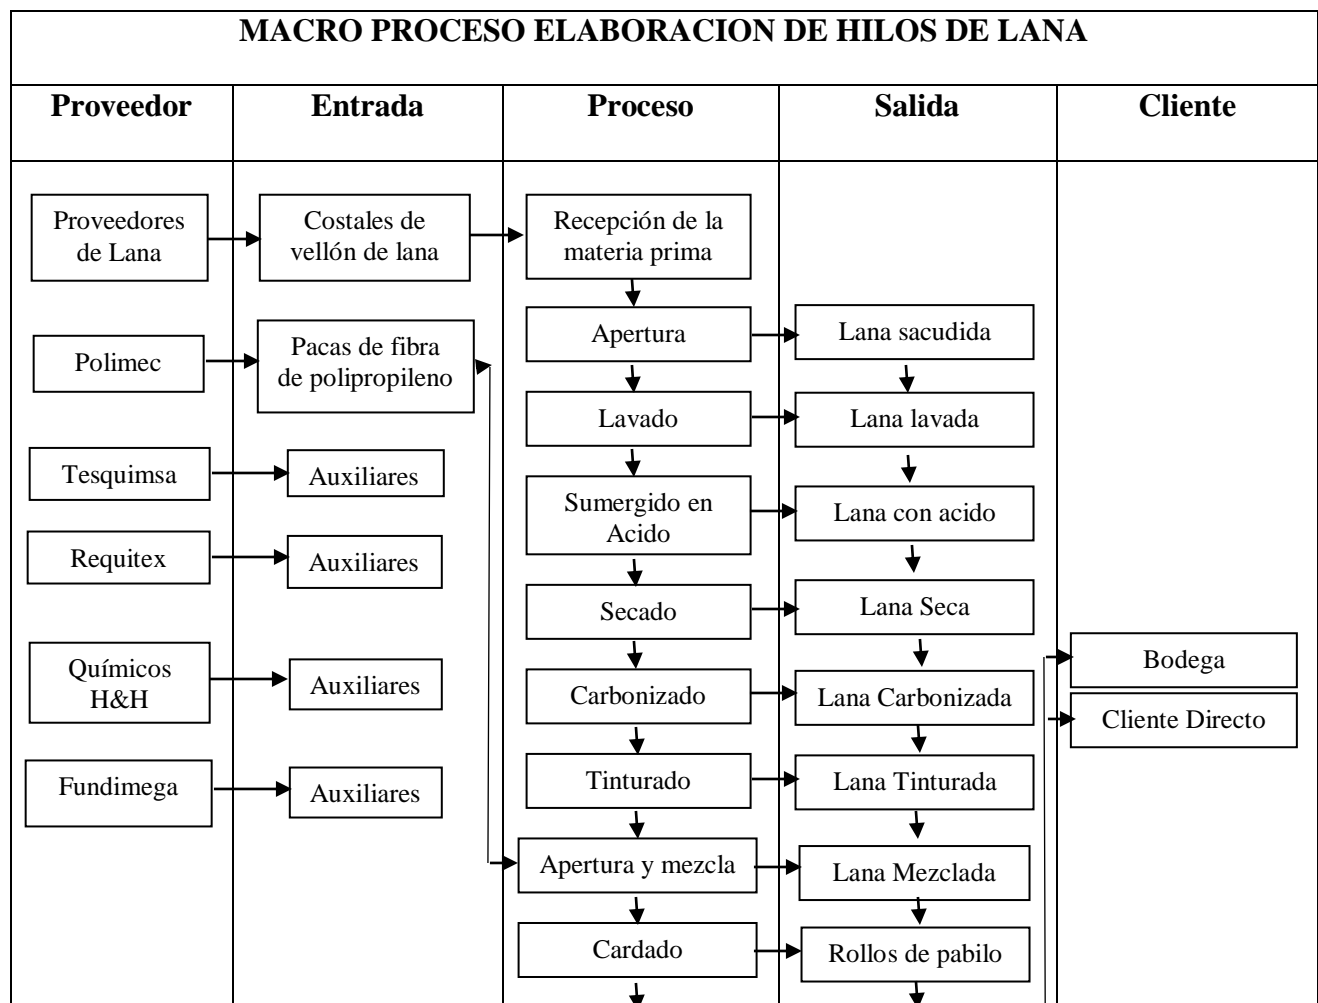 MACRO PROCESO ELABORACION DE HILOS DE LANA
Proveedor
Entrada
Proceso
Salida
Cliente
Proveedores
de Lana
Costales de
vellón de lana
Recepción de la
materia prima
Polimec
Pacas de fibra
de polipropileno
Apertura
Lana sacudida
Lavado
Lana lavada
Tesquimsa
Auxiliares
Sumergido en
Acido
Lana con acido
Requitex
Auxiliares
Secado
Lana Seca
Químicos
H&H
Auxiliares
Carbonizado
Lana Carbonizada
Bodega
Cliente Directo
Fundimega
Auxiliares
Tinturado
Lana Tinturada
Apertura y mezcla
Lana Mezclada
Cardado
Rollos de pabilo